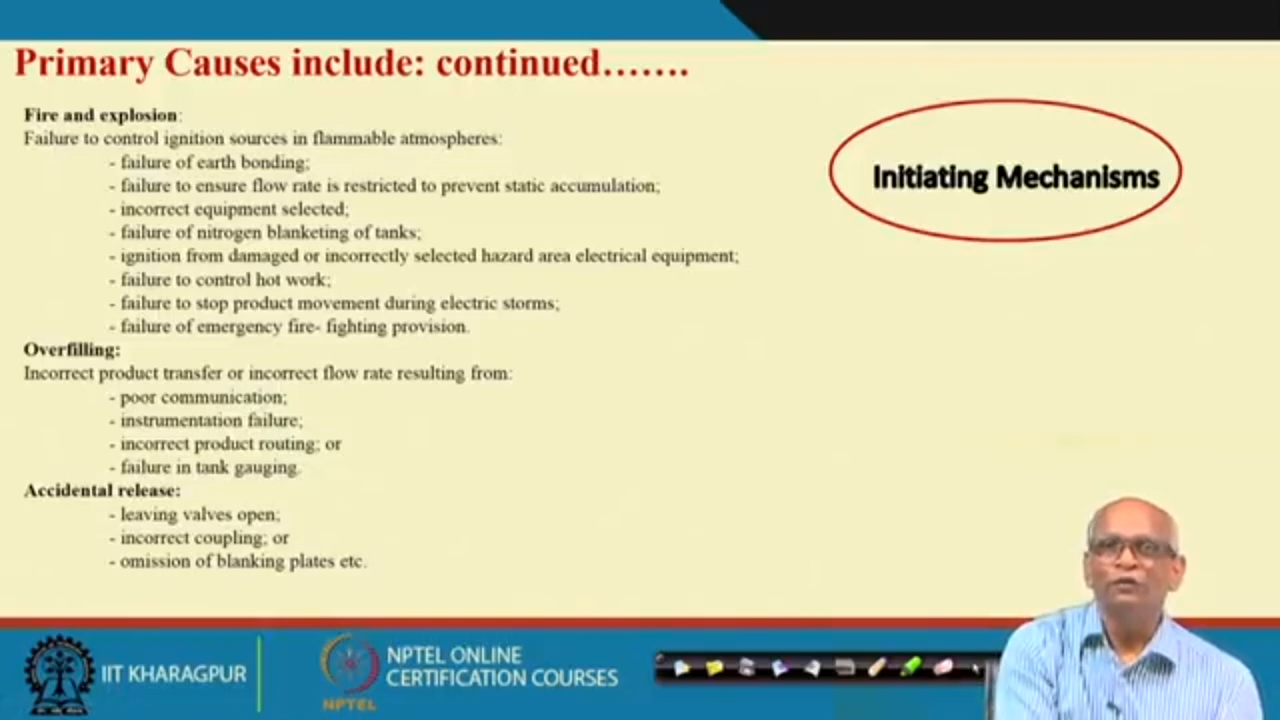 Primary Causes include: continued…….
Fire and explosion:
Failure to control ignition sources in flammable atmospheres:
- failure of earth bonding;
- failure to ensure flow rate is restricted to prevent static accumulation;
- incorrect equipment selected;
- failure of nitrogen blanketing of tanks;
- ignition from damaged or incorrectly selected hazard area electrical equipment;
- failure to control hot work;
- failure to stop product movement during electric storms;
- failure of emergency fire- fighting provision.
Overfilling:
Incorrect product transfer or incorrect flow rate resulting from:
- poor communication;
- instrumentation failure;
- incorrect product routing; or
- failure in tank gauging.
Accidental release:
- leaving valves open;
- incorrect coupling; or
- omission of blanking plates etc.
Initiating Mechanisms
IIT KHARAGPUR
NPTEL ONLINE
CERTIFICATION COURSES
NPTEL